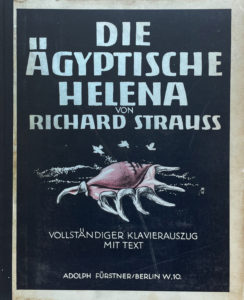 DIE
ÄGYPTISCHE
HELENA
VON
RICHARD STRAUSS
VOLLSTÄNDIGER KLAVIERAUSZUG
MIT TEXT
ADOLPH FÜRSTNER/BERLIN W.10.